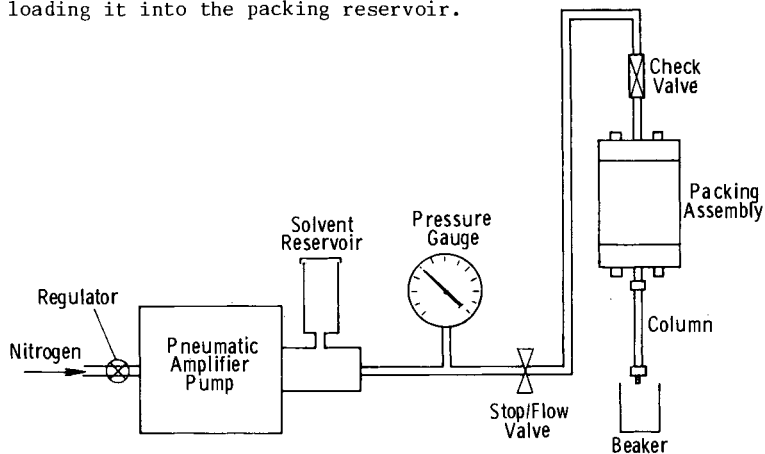 loading it into the packing reservoir.
Check
Valve
Packing
Assembly
Solvent
Reservoir
Pressure
Gauge
Regulator
Nitrogen
Pneumatic
Amplifier
Pump
Column
Stop/Flow
Valve
Beaker